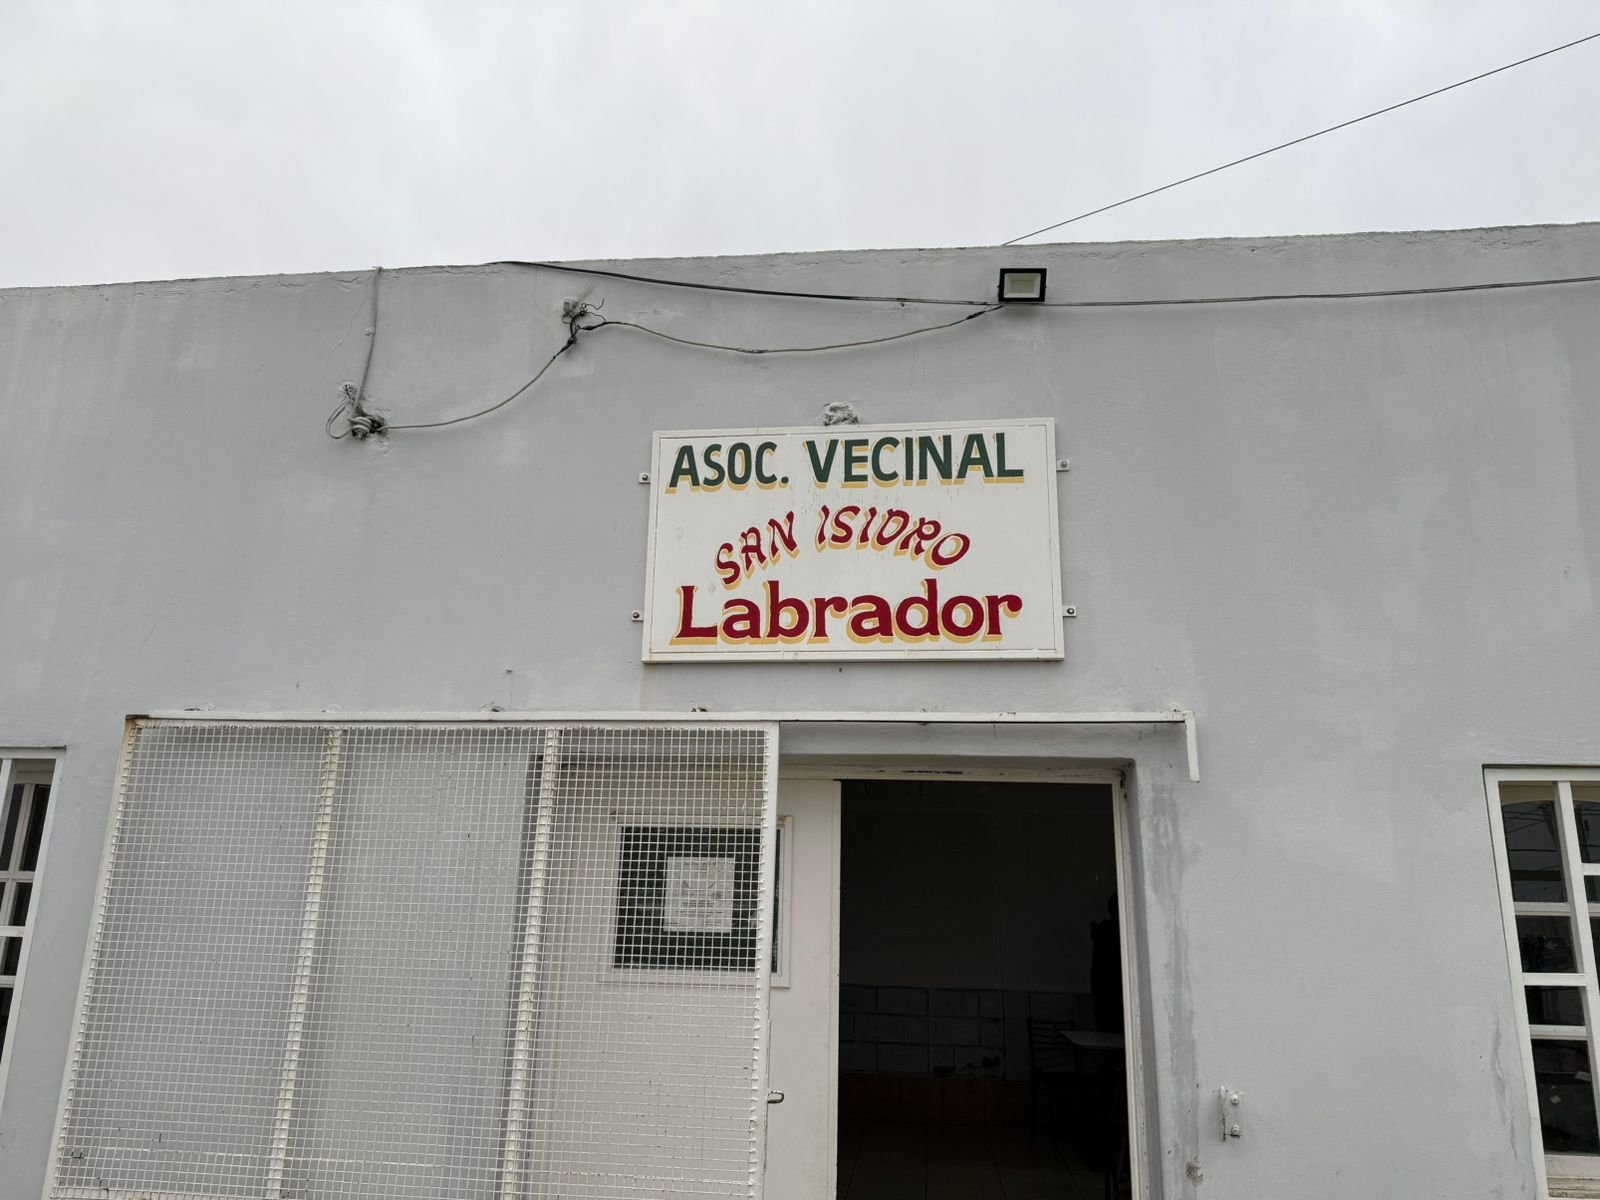 ASOC. VECINAL
SAN ISIDRO
Labrador